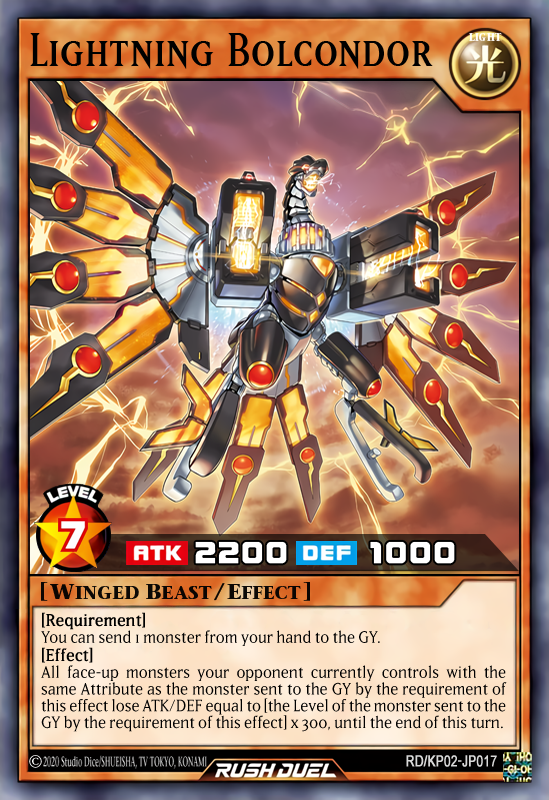 Lightning Bolcondor
LIGHT
光
LEVEL
7
ATK 2200 DEF 1000
[Winged Beast/Effect]
[Requirement]
You can send 1 monster from your hand to the GY.
[Effect]
All face-up monsters your opponent currently controls with the
same Attribute as the monster sent to the GY by the requirement of
this effect lose ATK/DEF equal to [the Level of the monster sent to the
GY by the requirement of this effect] x 300, until the end of this turn.
©2020 Studio Dice/SHUEISHA, TV TOKYO, KONAMI
RUSH DUEL
RD/KP02-JP017